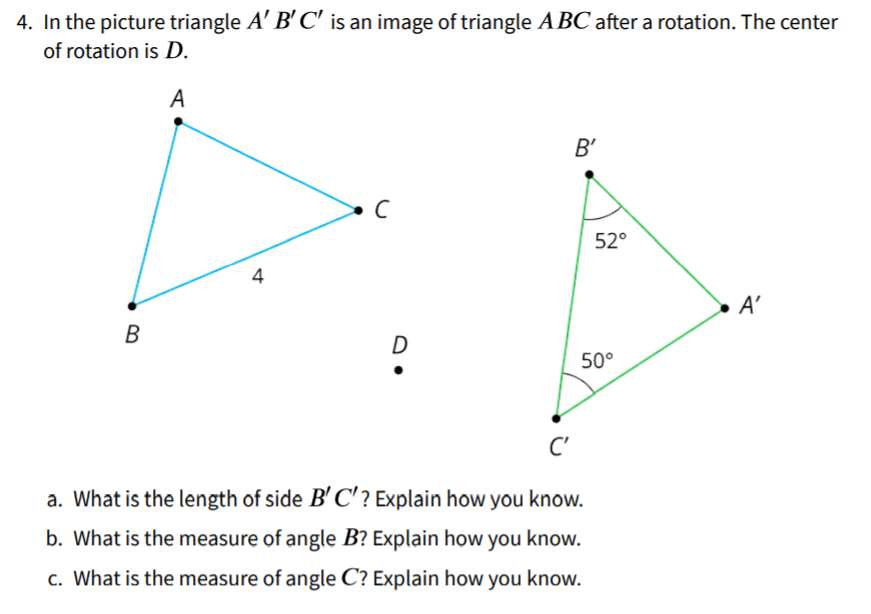 4. In the picture triangle A′ B′ C′ is an image of triangle ABC after a rotation. The center
of rotation is D.
A
B′
C
52°
4
A′
B
D
50°
C′
a. What is the length of side B′ C′? Explain how you know.
b. What is the measure of angle B? Explain how you know.
c. What is the measure of angle C? Explain how you know.